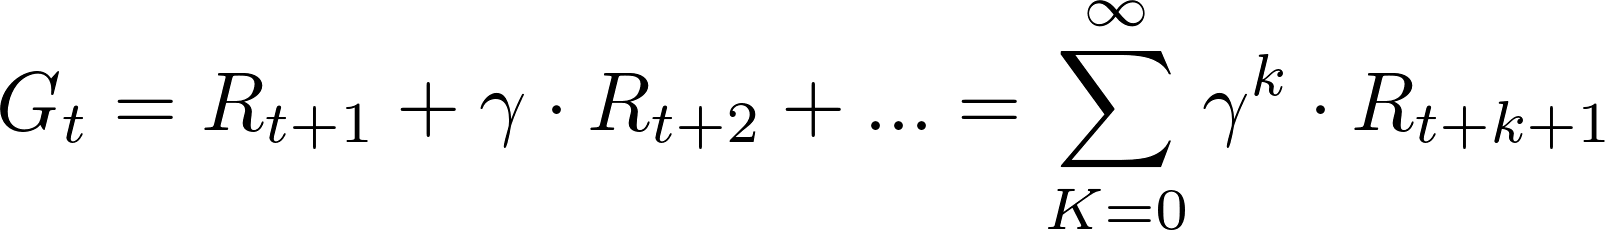 G_t = R_{t+1} + γ · R_{t+2} + ... = \sum_{K=0}^{∞} γ^k · R_{t+k+1}